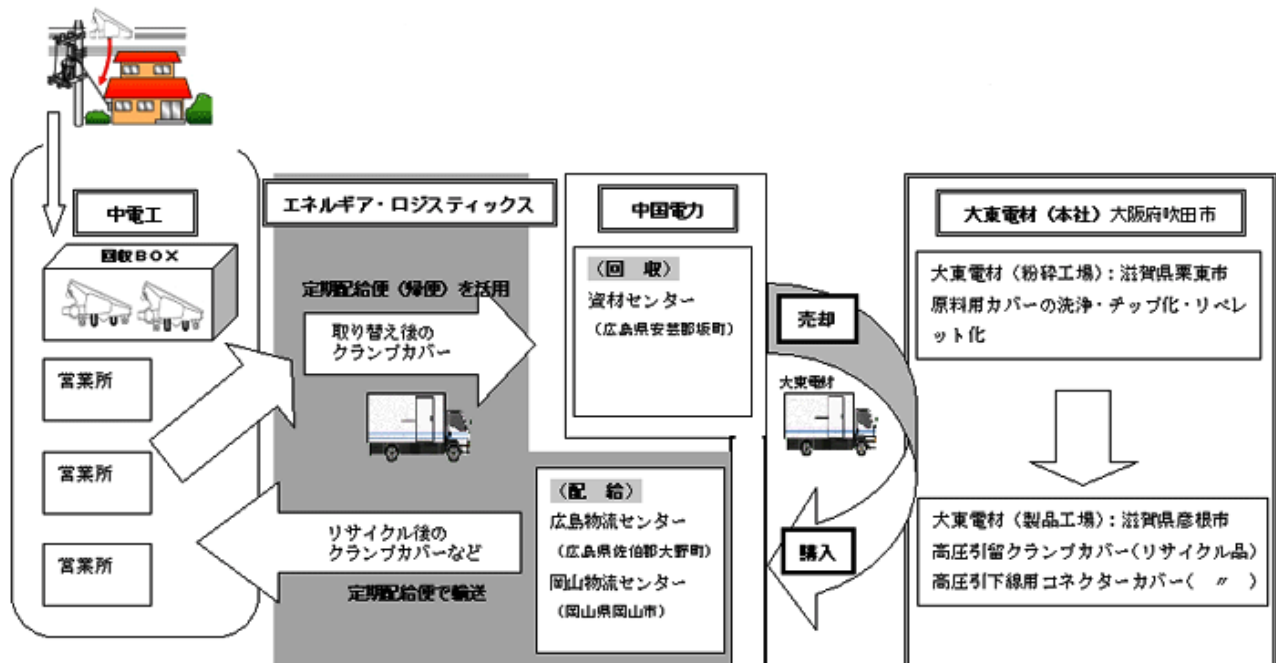 中電工
回収BOX
営業所
営業所
営業所
エネルギア・ロジスティックス
定期配給便（帰便）を活用
取り替え後の
クランプカバー
リサイクル後の
クランプカバーなど
定期配給便で輸送
中国電力
（回　収）
資材センター
（広島県安芸郡坂町）
（配　給）
広島物流センター
（広島県佐伯郡大野町）
岡山物流センター
（岡山県岡山市）
売却
大東電材
購入
大東電材（本社）大阪府吹田市
大東電材（粉砕工場）：滋賀県栗東市
原料用カバーの洗浄・チップ化・リペレ
ット化
大東電材（製品工場）：滋賀県彦根市
高圧引留クランプカバー（リサイクル品）
高圧引下線用コネクターカバー（　〃　）